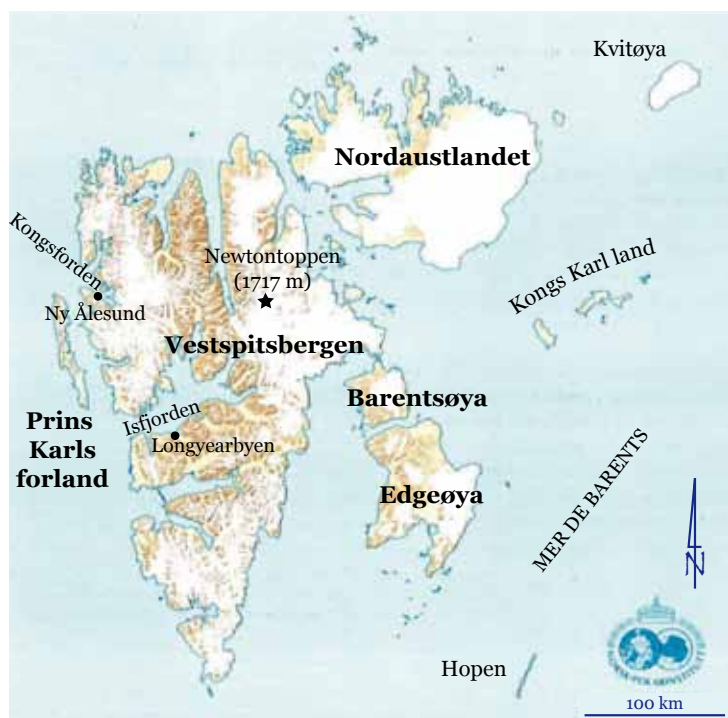 Kvitøya
Nordaustlandet
Kongsforden
Newtontoppen
(1717 m)
Kongs Karl land
Ny Ålesund
Vestspitsbergen
Barentsøya
Prins
Karls
forland
Isfjorden
Longyearbyen
Edgeøya
MER DE BARENTS
N
Hopen
100 km